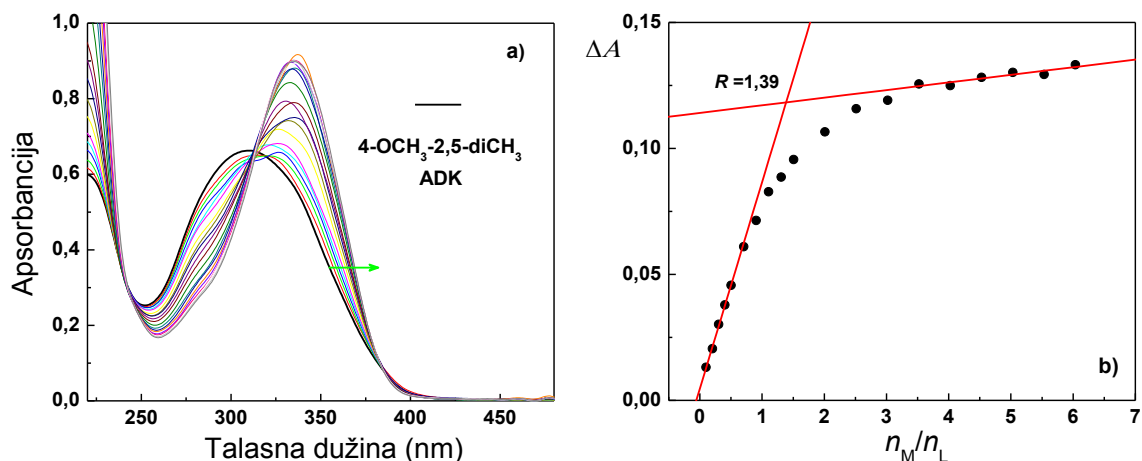 a)
1,0
0,8
0,6
0,4
0,2
0,0
Apsorbancija
4-OCH₃-2,5-diCH₃
ADK
250 300 350 400 450
Talasna dužina (nm)
0,15
0,10
0,05
0,00
ΔA
R =1,39
b)
0 1 2 3 4 5 6 7
n_M/n_L